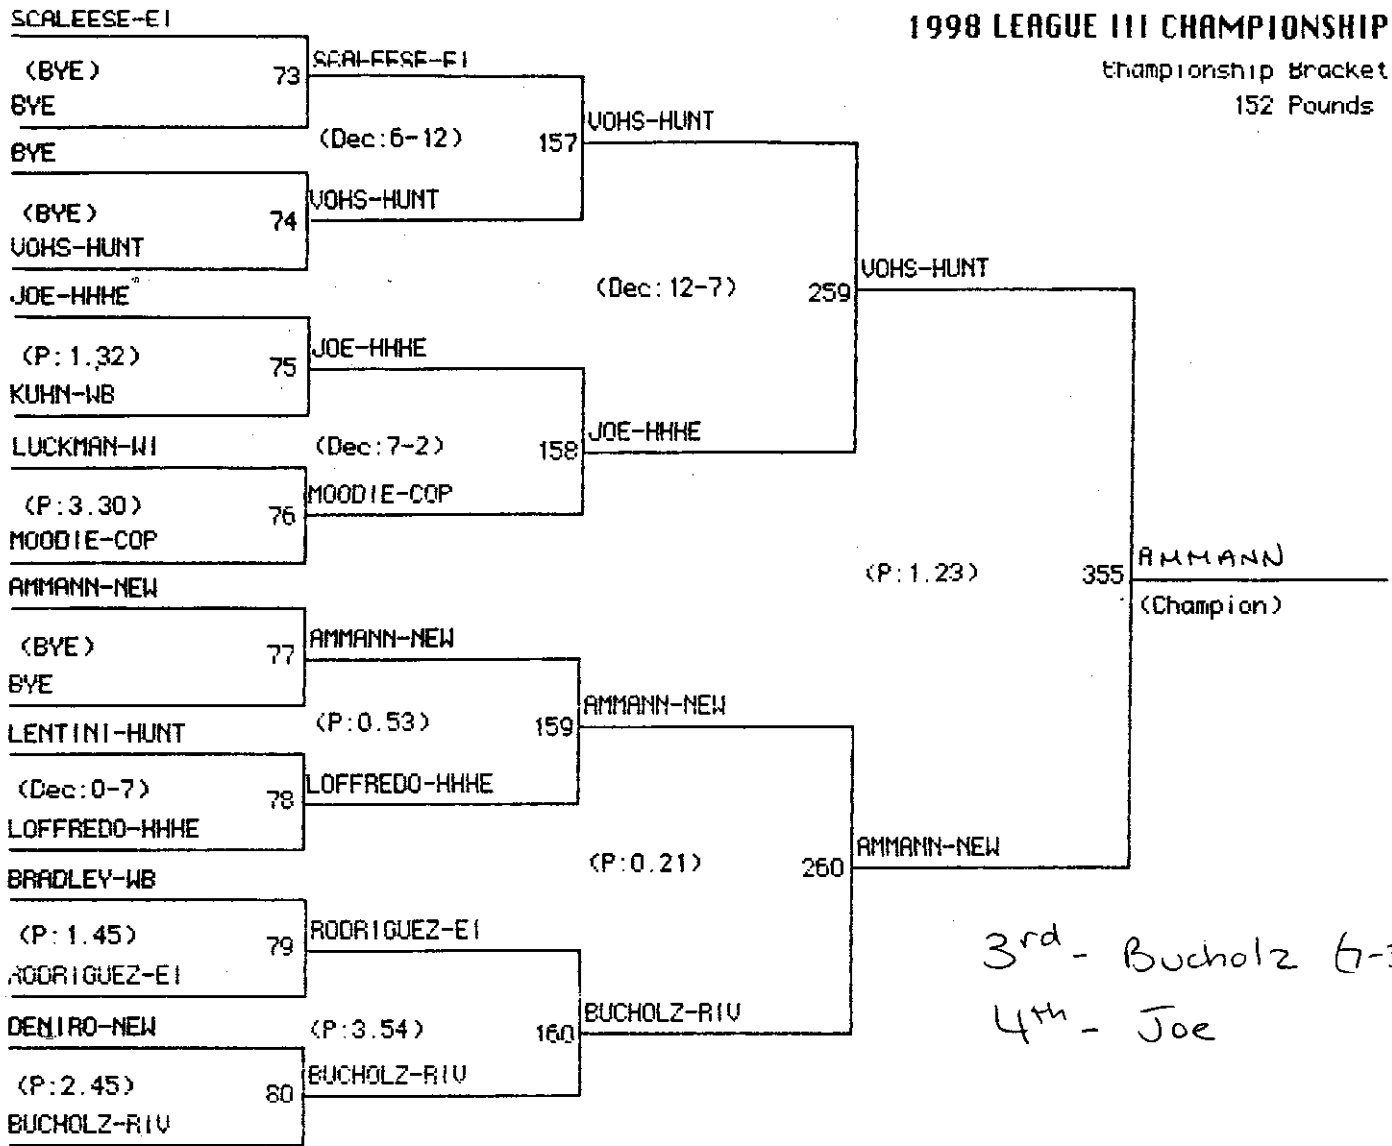 1998 LEAGUE III CHAMPIONSHIP
Championship Bracket
152 Pounds
SCALEESE-EI
(BYE) 73
BYE
BYE
(BYE) 74
VOHS-HUNT
JOE-HHHE
(P:1.32) 75
KUHN-WB
LUCKMAN-WI
(P:3.30) 76
MOODIE-COP
AMMANN-NEW
(BYE) 77
BYE
LENTINI-HUNT
(Dec:0-7) 78
LOFFREDO-HHHE
BRADLEY-WB
(P:1.45) 79
RODRIGUEZ-EI
DENIRO-NEW
(P:2.45) 80
BUCHOLZ-RIV
SCALEESE-EI
(Dec:6-12) 157
VOHS-HUNT
JOE-HHHE
(Dec:7-2) 158
MOODIE-COP
AMMANN-NEW
(P:0.53) 159
LOFFREDO-HHHE
RODRIGUEZ-EI
(P:3.54) 160
BUCHOLZ-RIV
VOHS-HUNT
(Dec:12-7) 259
JOE-HHHE
AMMANN-NEW
(P:0.21) 260
BUCHOLZ-RIV
VOHS-HUNT
(P:1.23) 355
AMMANN-NEW
AMMANN
(Champion)
3rd - Bucholz
4th - Joe